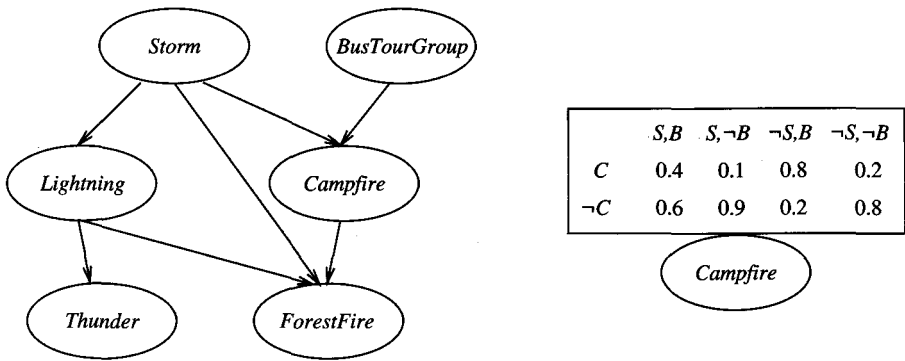 Storm BusTourGroup
S,B S,¬B ¬S,B ¬S,¬B
C 0.4 0.1 0.8 0.2
Lightning Campfire
¬C 0.6 0.9 0.2 0.8
Campfire
Thunder ForestFire